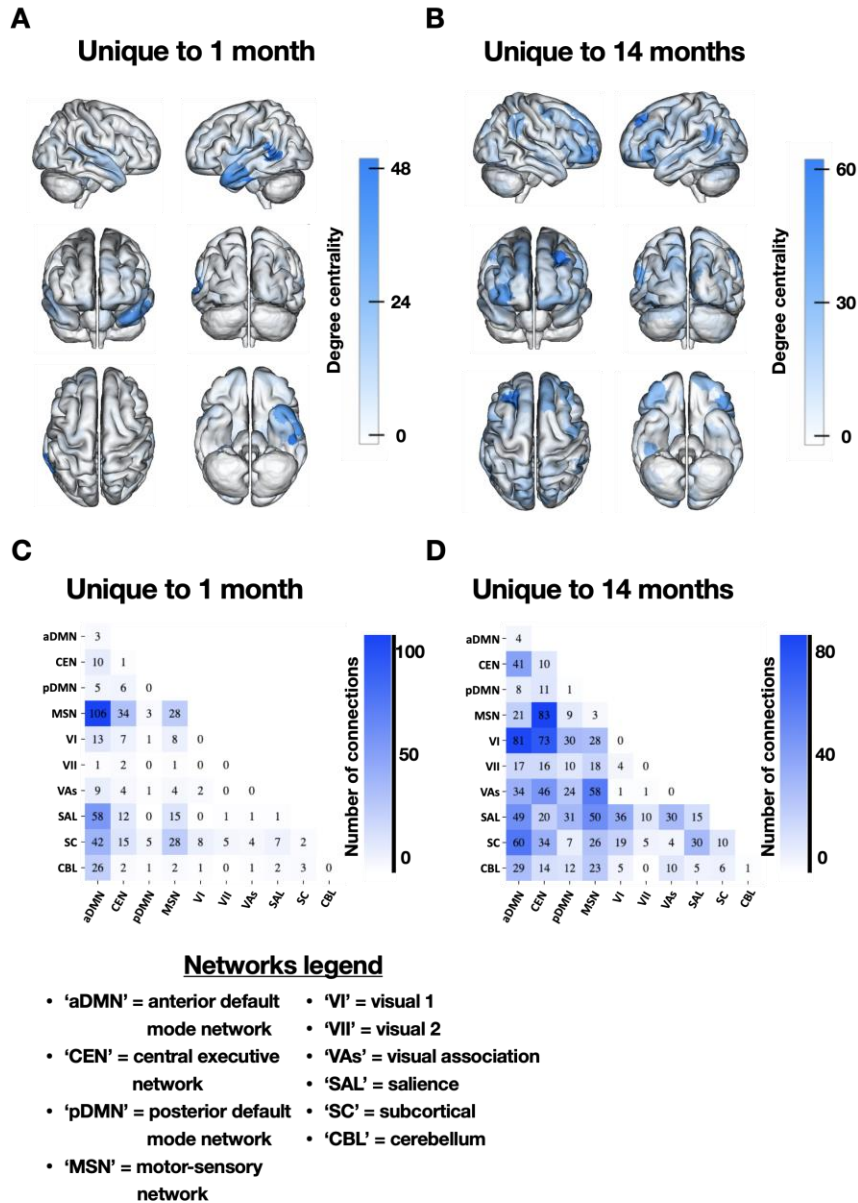 A
Unique to 1 month
B
Unique to 14 months
48
24
0
Degree centrality
60
30
0
Degree centrality
C
Unique to 1 month
D
Unique to 14 months
aDMN 3
CEN 10 1
pDMN 5 6 0
MSN 106 34 3 28
VI 13 7 1 8 0
VII 1 2 0 1 0 0
VAs 9 4 1 4 2 0 0
SAL 58 12 0 15 0 1 1 1
SC 42 15 5 28 8 5 4 7 2
CBL 26 2 1 2 1 0 1 2 3 0
aDMN CEN pDMN MSN VI VII VAs SAL SC CBL
100
50
0
Number of connections
aDMN 4
CEN 41 10
pDMN 8 11 1
MSN 21 83 9 3
VI 81 73 30 28 0
VII 17 16 10 18 4 0
VAs 34 46 24 58 1 1 0
SAL 49 20 31 50 36 10 30 15
SC 60 34 7 26 19 5 4 30 10
CBL 29 14 12 23 5 0 10 5 6 1
aDMN CEN pDMN MSN VI VII VAs SAL SC CBL
80
40
0
Number of connections
Networks legend
• ‘aDMN’ = anterior default
mode network
• ‘CEN’ = central executive
network
• ‘pDMN’ = posterior default
mode network
• ‘MSN’ = motor-sensory
network
• ‘VI’ = visual 1
• ‘VII’ = visual 2
• ‘VAs’ = visual association
• ‘SAL’ = salience
• ‘SC’ = subcortical
• ‘CBL’ = cerebellum